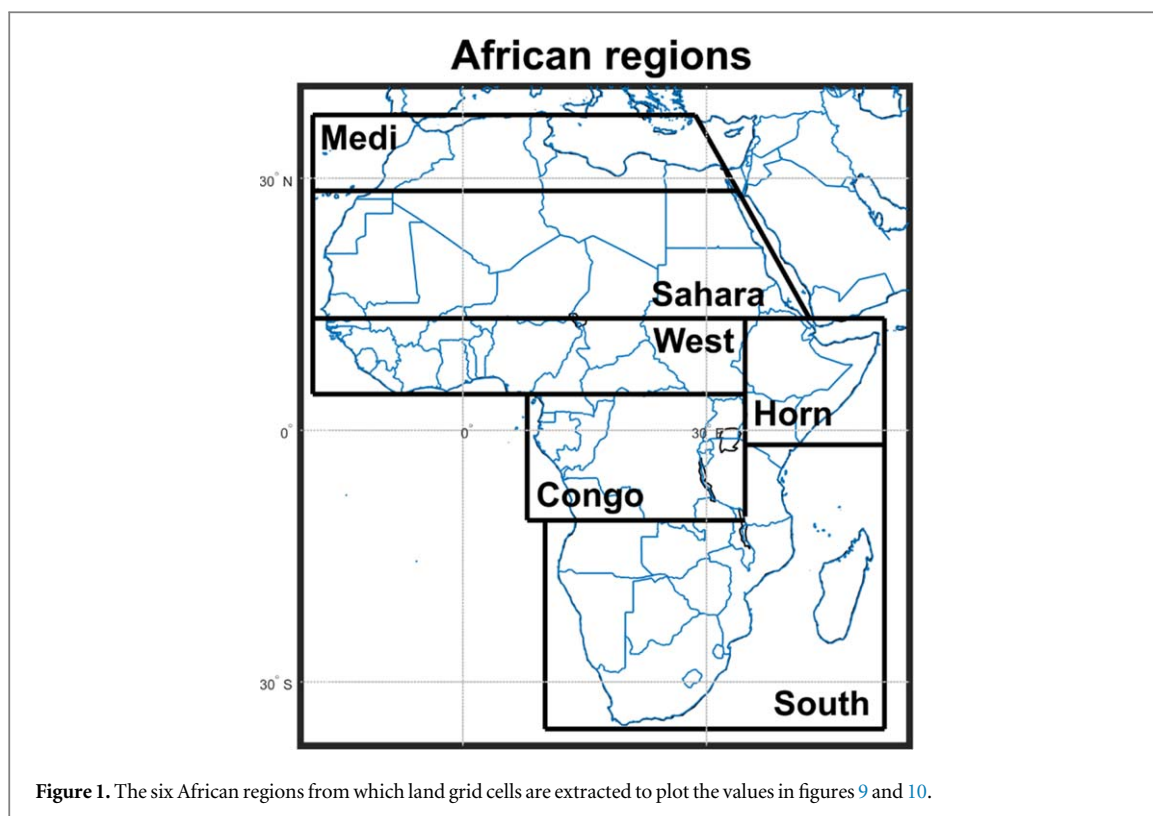 African regions
Medi
30° N
Sahara
West
Horn
0°
0°
30° E
Congo
30° S
South
Figure 1. The six African regions from which land grid cells are extracted to plot the values in figures 9 and 10.